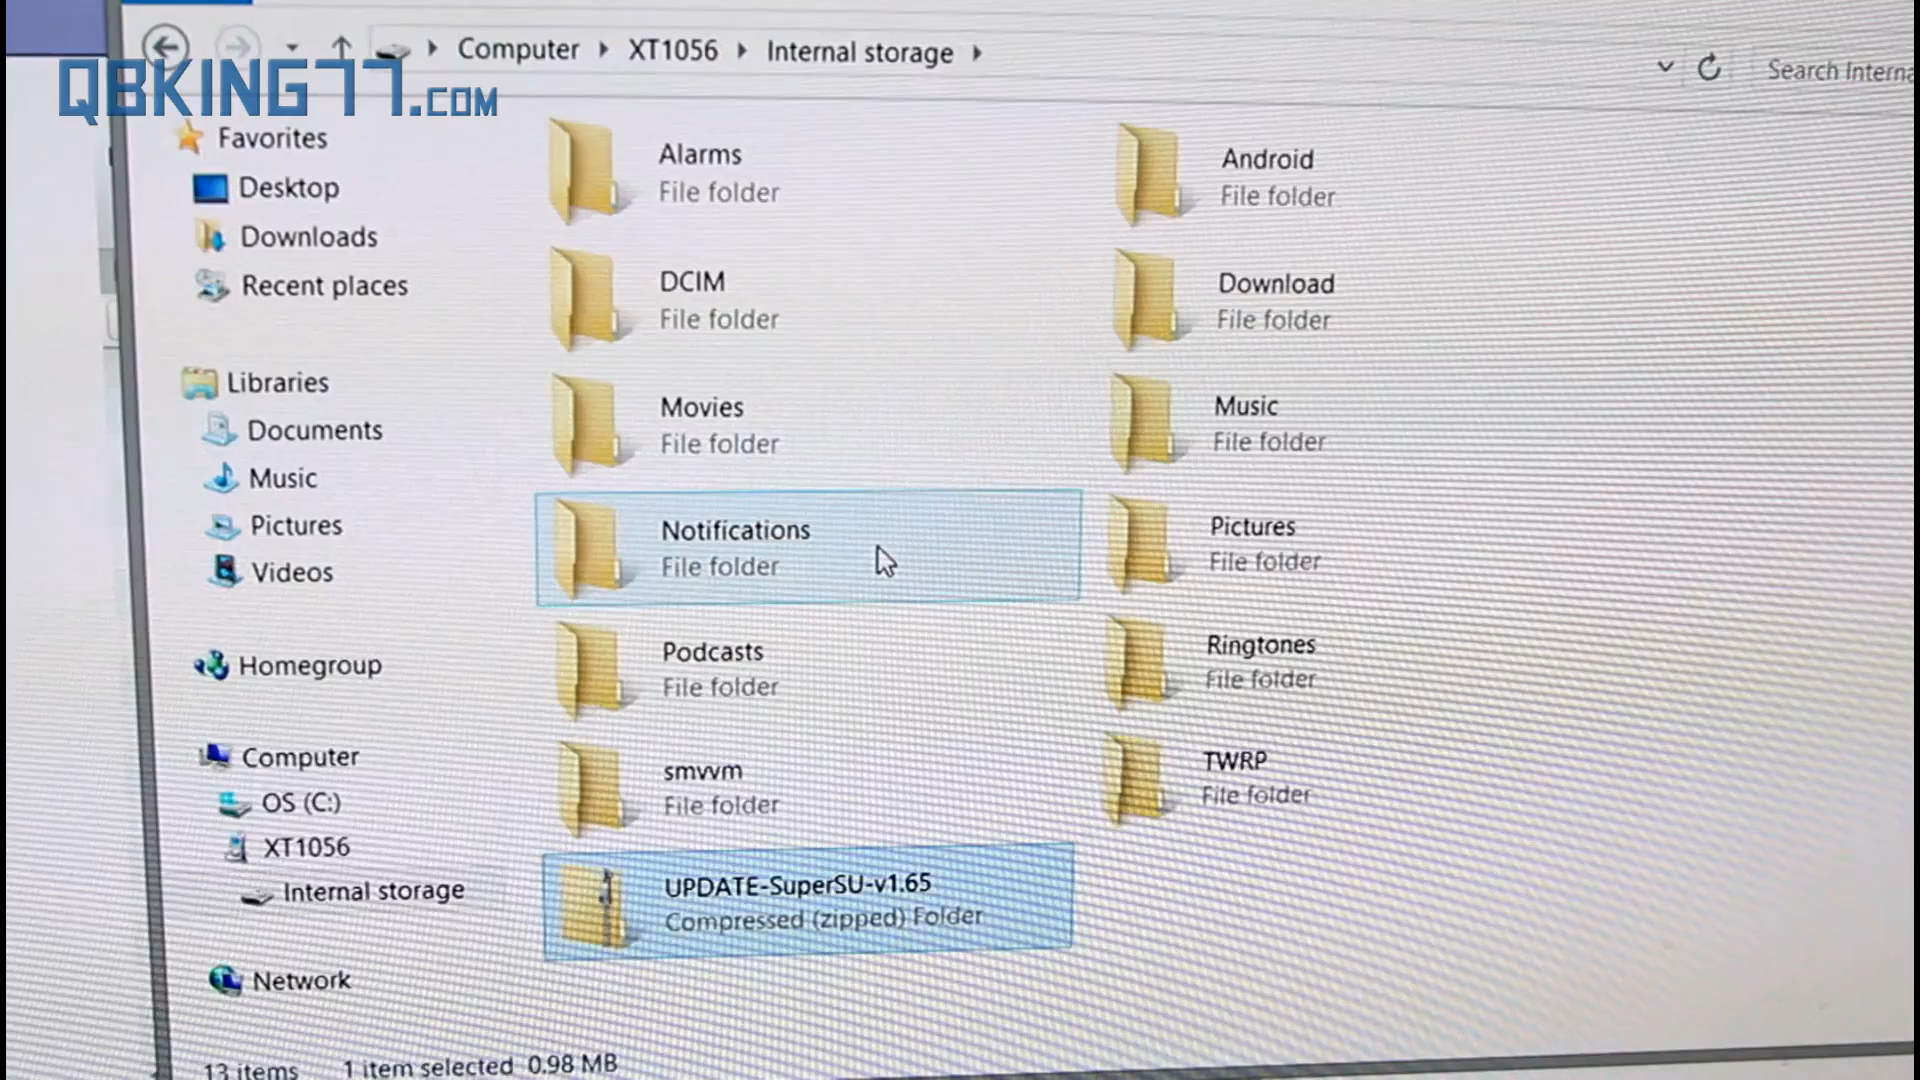 Computer XT1056 Internal storage
Search Interna
QBKING77.COM
Favorites
Desktop
Downloads
Recent places
Libraries
Documents
Music
Pictures
Videos
Homegroup
Computer
OS (C:)
XT1056
Internal storage
Network
Alarms
File folder
Android
File folder
DCIM
File folder
Download
File folder
Movies
File folder
Music
File folder
Notifications
File folder
Pictures
File folder
Podcasts
File folder
Ringtones
File folder
smvvm
File folder
TWRP
File folder
UPDATE-SuperSU-v1.65
Compressed (zipped) Folder
13 items 1 item selected 0.98 MB